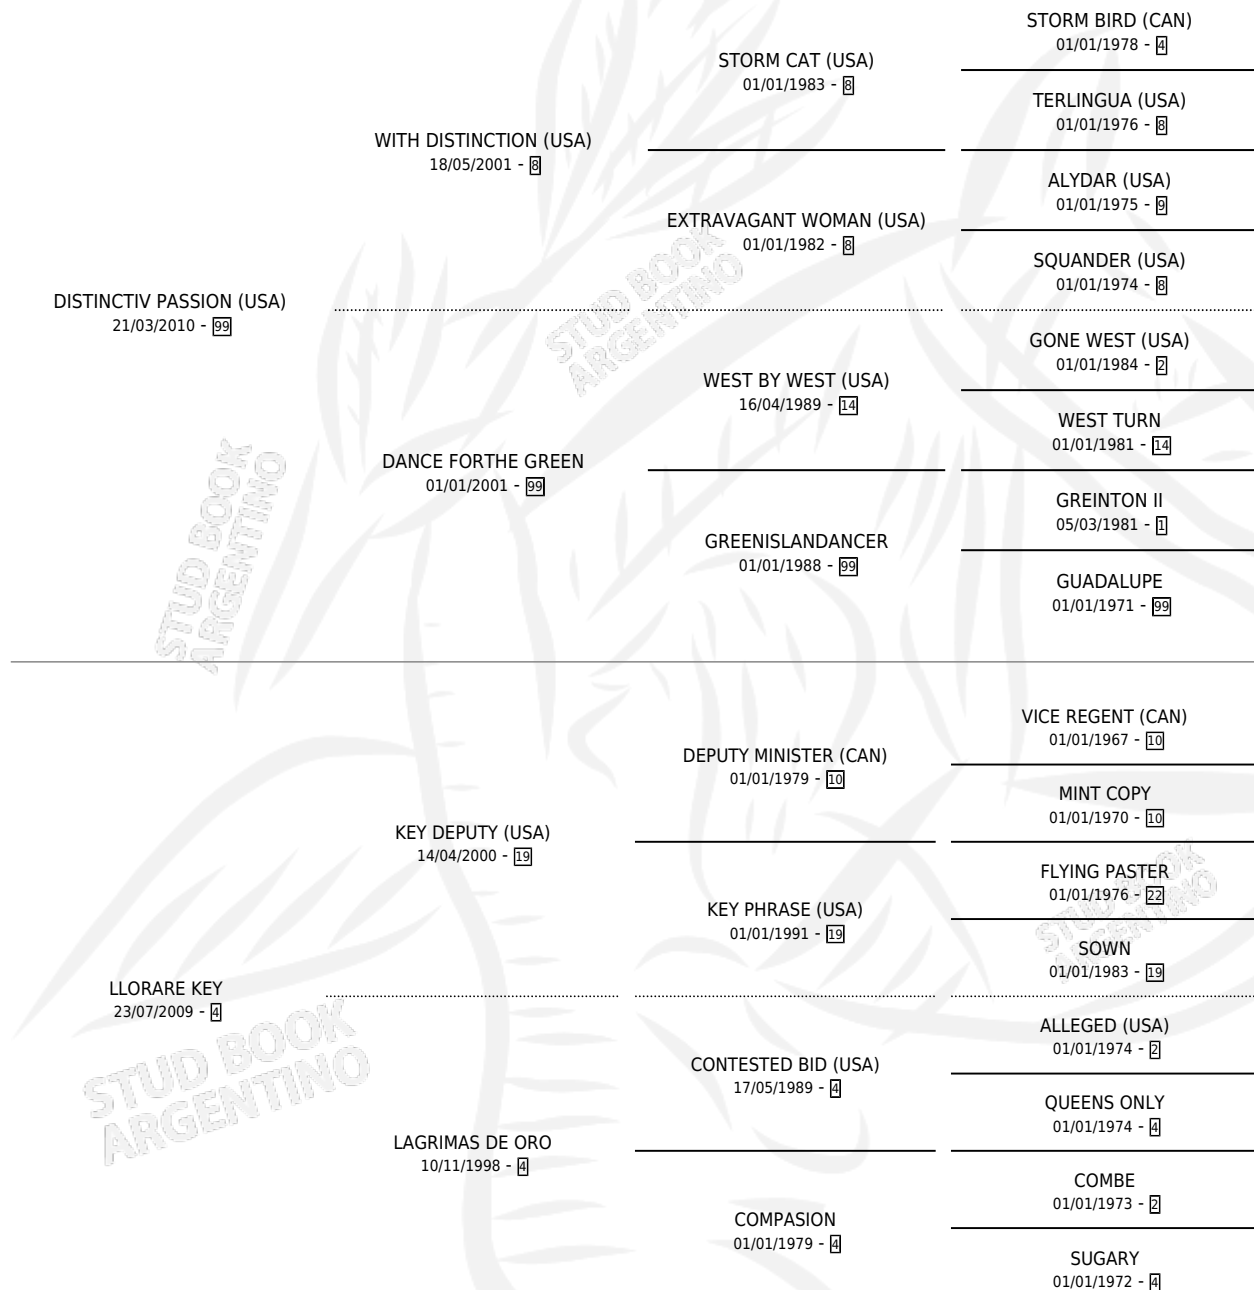 STORM BIRD (CAN)
01/01/1978 - 4
STORM CAT (USA)
01/01/1983 - 8
TERLINGUA (USA)
01/01/1976 - 8
WITH DISTINCTION (USA)
18/05/2001 - 8
ALYDAR (USA)
01/01/1975 - 9
EXTRAVAGANT WOMAN (USA)
01/01/1982 - 8
SQUANDER (USA)
01/01/1974 - 8
DISTINCTIV PASSION (USA)
21/03/2010 - 99
GONE WEST (USA)
01/01/1984 - 2
WEST BY WEST (USA)
16/04/1989 - 14
WEST TURN
01/01/1981 - 14
DANCE FORTHE GREEN
01/01/2001 - 99
GREINTON II
05/03/1981 - 1
GREENISLANDANCER
01/01/1988 - 99
GUADALUPE
01/01/1971 - 99
VICE REGENT (CAN)
01/01/1967 - 10
DEPUTY MINISTER (CAN)
01/01/1979 - 10
MINT COPY
01/01/1970 - 10
KEY DEPUTY (USA)
14/04/2000 - 19
FLYING PASTER
01/01/1976 - 22
KEY PHRASE (USA)
01/01/1991 - 19
SOWN
01/01/1983 - 19
LLORARE KEY
23/07/2009 - 4
ALLEGED (USA)
01/01/1974 - 2
CONTESTED BID (USA)
17/05/1989 - 4
QUEENS ONLY
01/01/1974 - 4
LAGRIMAS DE ORO
10/11/1998 - 4
COMBE
01/01/1973 - 2
COMPASION
01/01/1979 - 4
SUGARY
01/01/1972 - 4
STUD BOOK
ARGENTINO
STUD BOOK
ARGENTINO
STUD BOOK
ARGENTINO
STUD BOOK
ARGENTINO